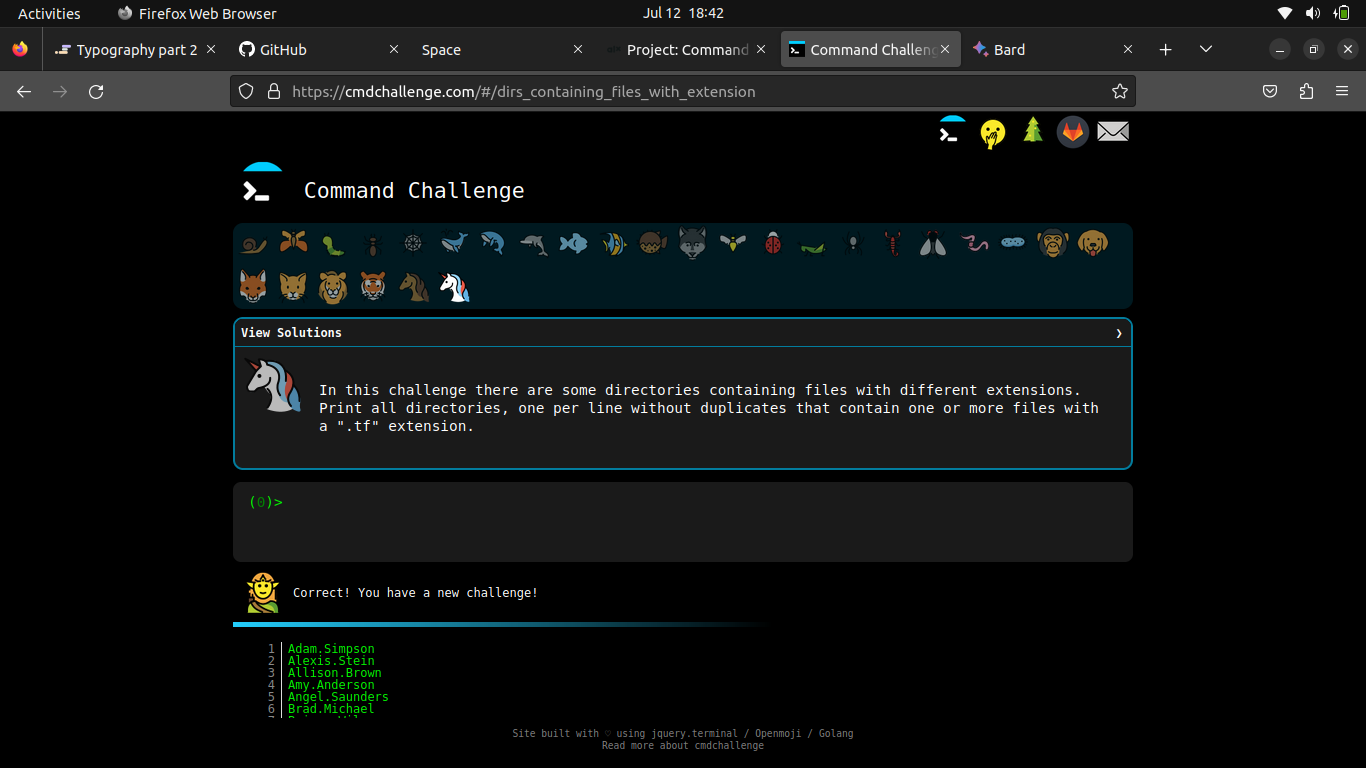 Activities
Firefox Web Browser
Jul 12 18:42
Typography part 2
GitHub
Space
Project: Command
Command Challeng
Bard
https://cmdchallenge.com/#/dirs_containing_files_with_extension
Command Challenge
View Solutions
In this challenge there are some directories containing files with different extensions.
Print all directories, one per line without duplicates that contain one or more files with
a ".tf" extension.
(0)>
Correct! You have a new challenge!
1 Adam.Simpson
2 Alexis.Stein
3 Allison.Brown
4 Amy.Anderson
5 Angel.Saunders
6 Brad.Michael
Site built with ♡ using jquery.terminal / Openmoji / Golang
Read more about cmdchallenge